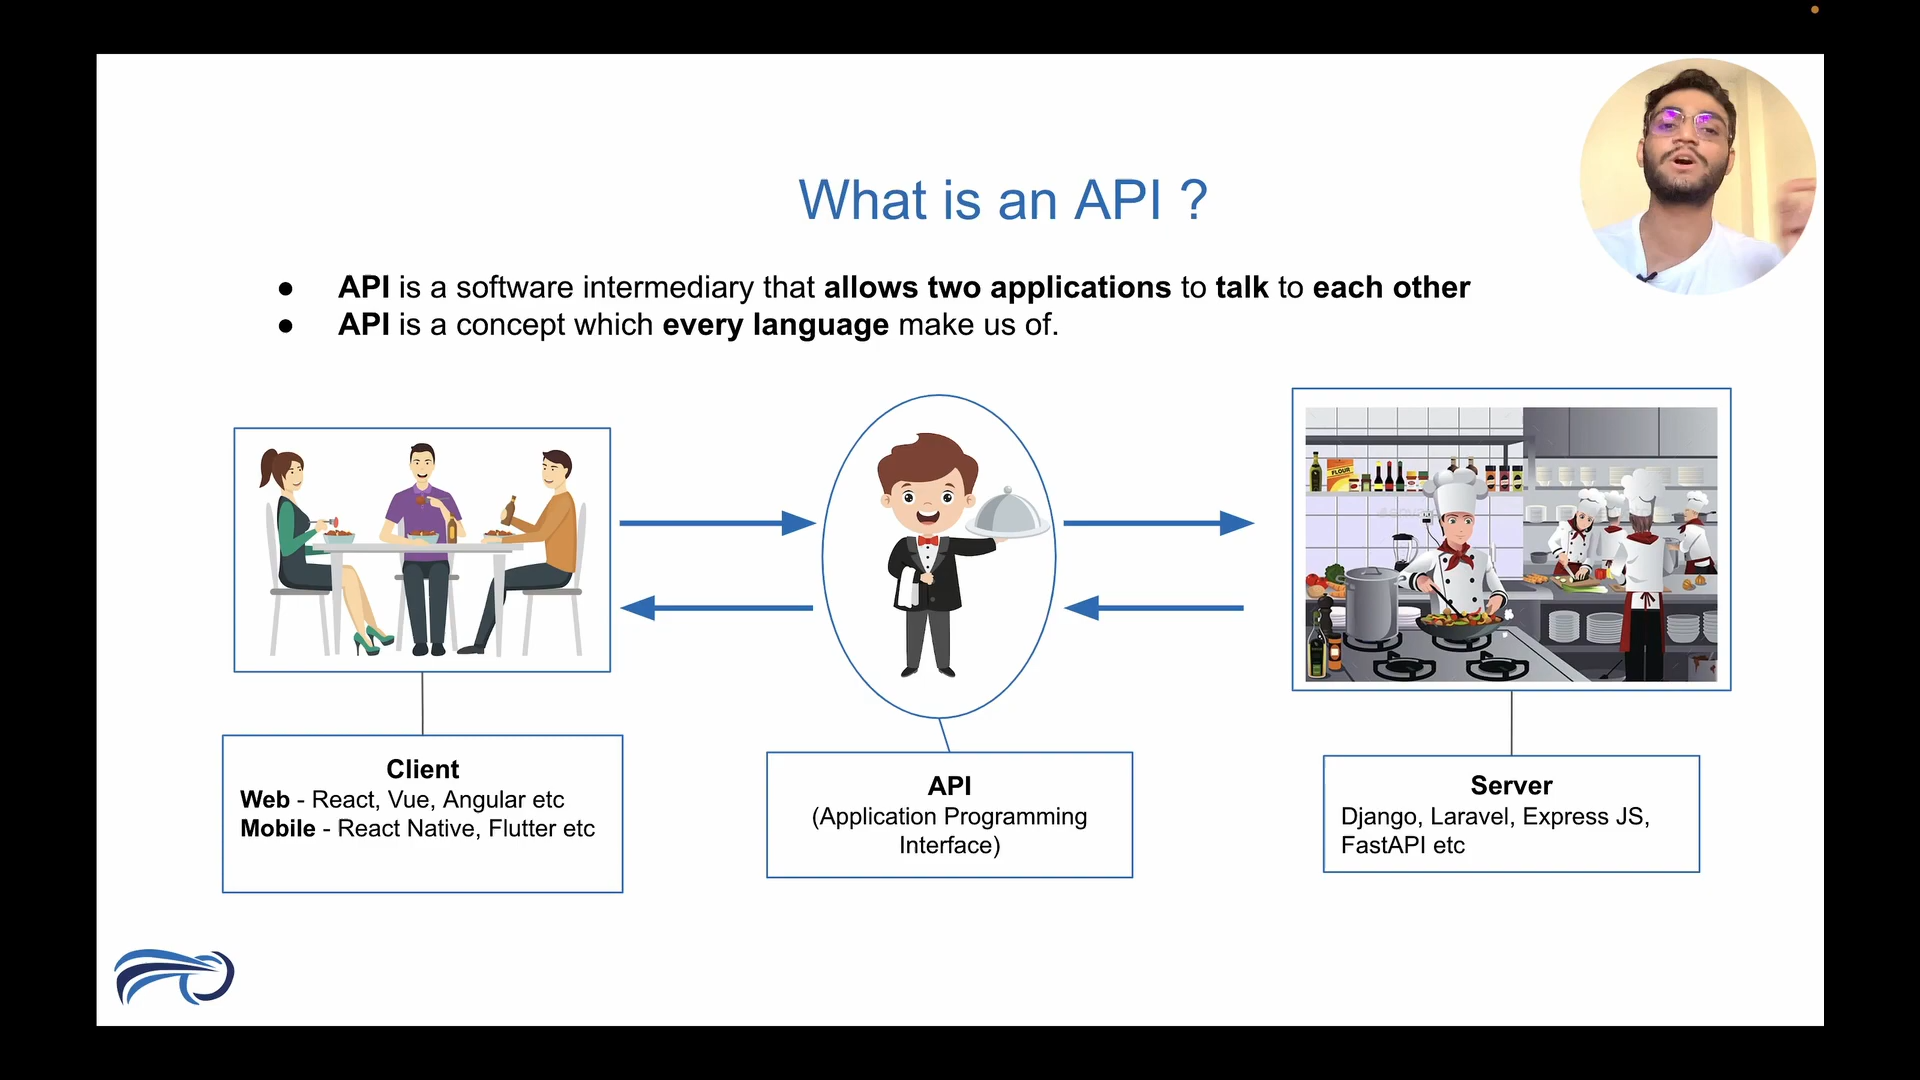 What is an API ?
● API is a software intermediary that allows two applications to talk to each other
● API is a concept which every language make us of.
FLOUR
Client
Web - React, Vue, Angular etc
Mobile - React Native, Flutter etc
API
(Application Programming
Interface)
Server
Django, Laravel, Express JS,
FastAPI etc